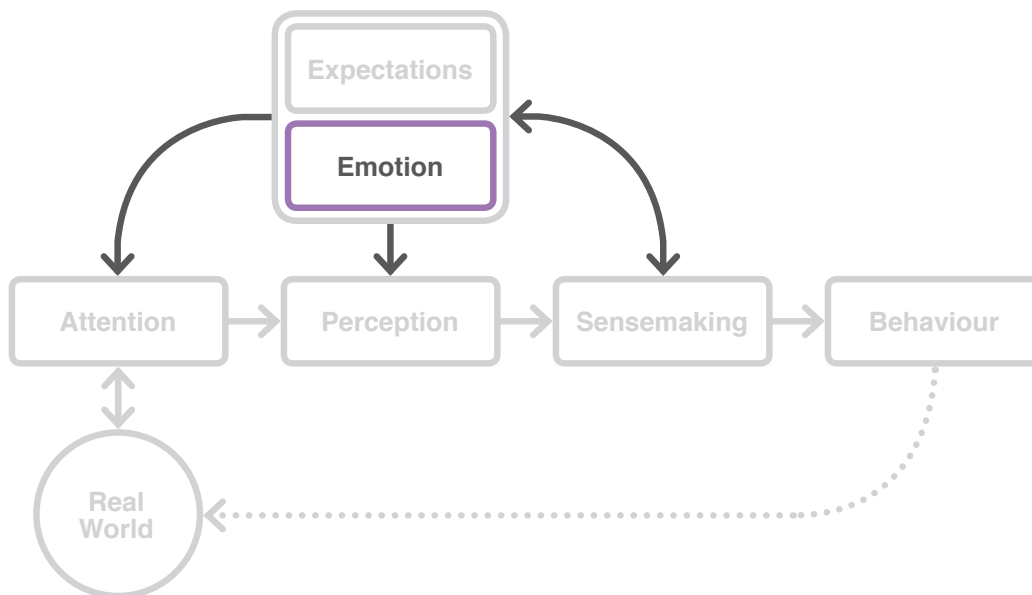 Expectations
Emotion
Attention
Perception
Sensemaking
Behaviour
Real
World